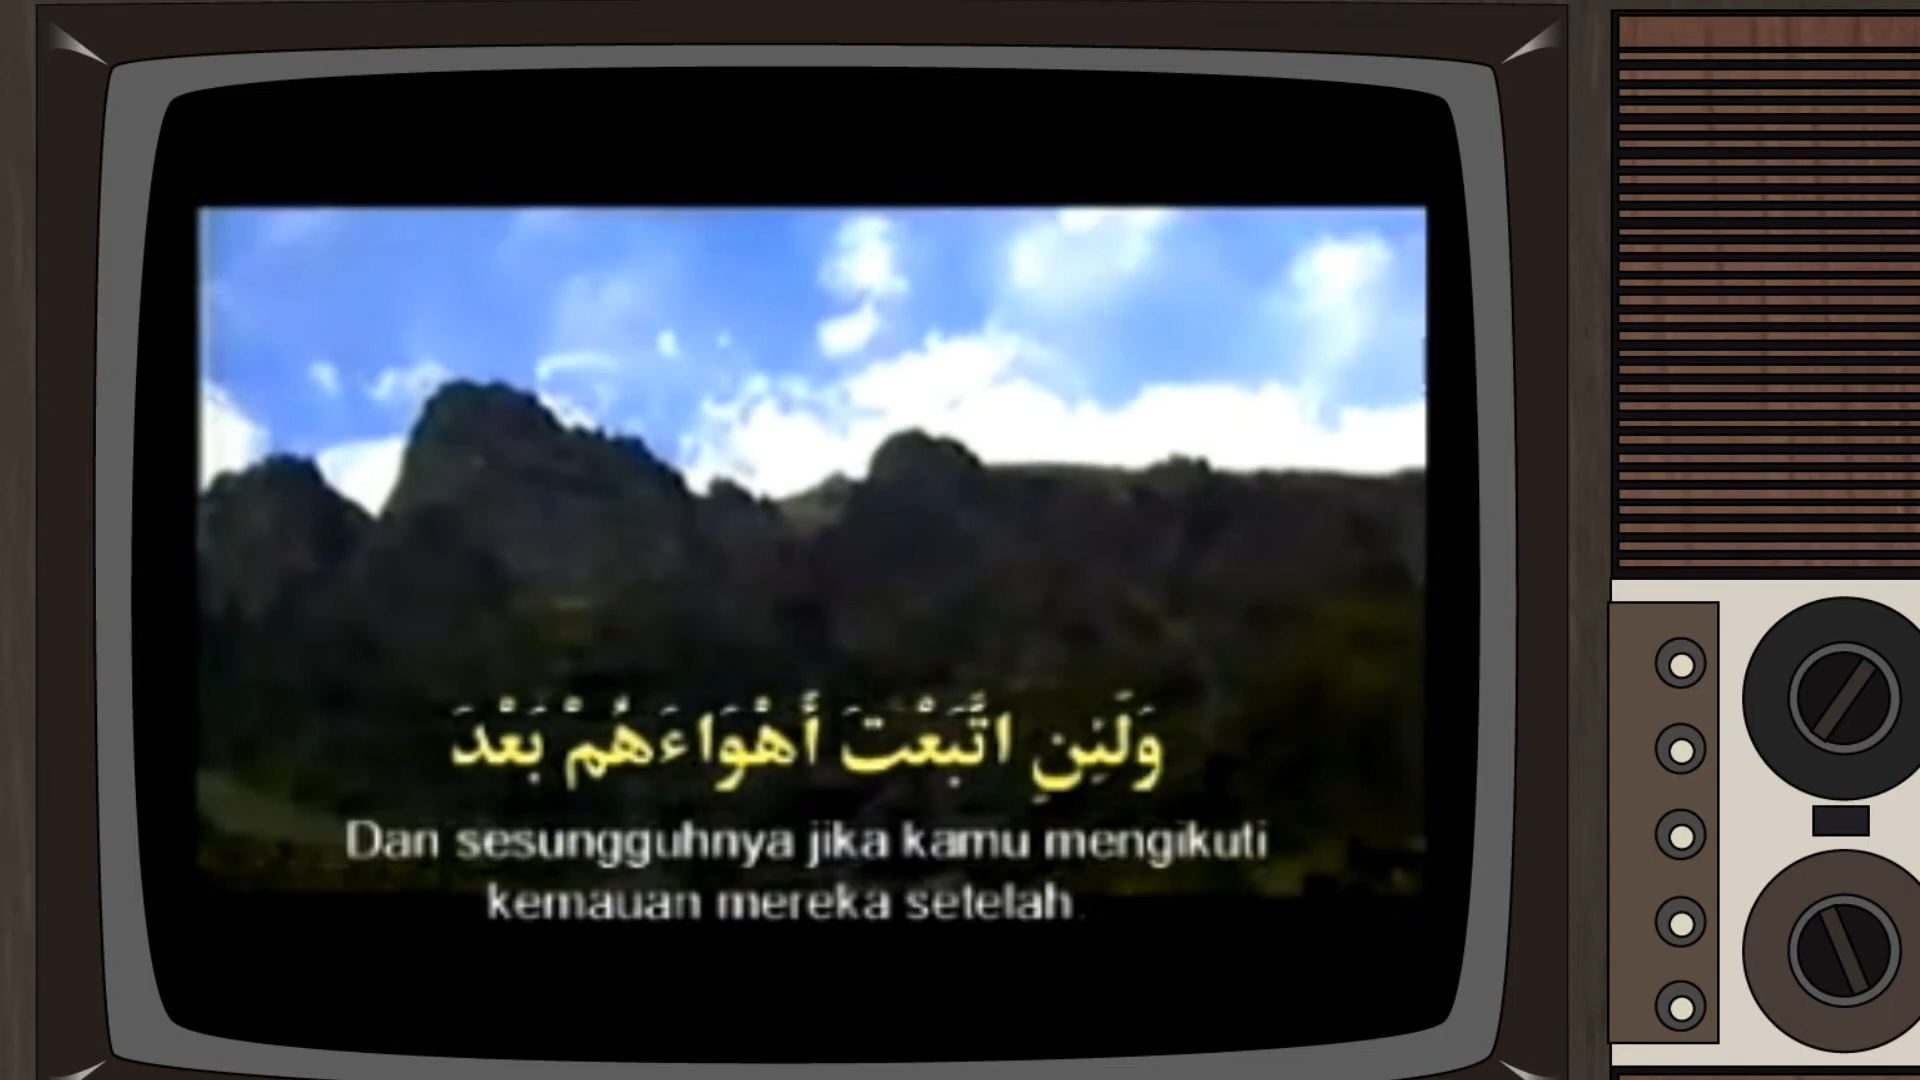 وَلَئِنِ اتَّبَعْتَ أَهْوَاءَهُمْ بَعْدَ
Dan sesungguhnya jika kamu mengikuti
kemauan mereka setelah.